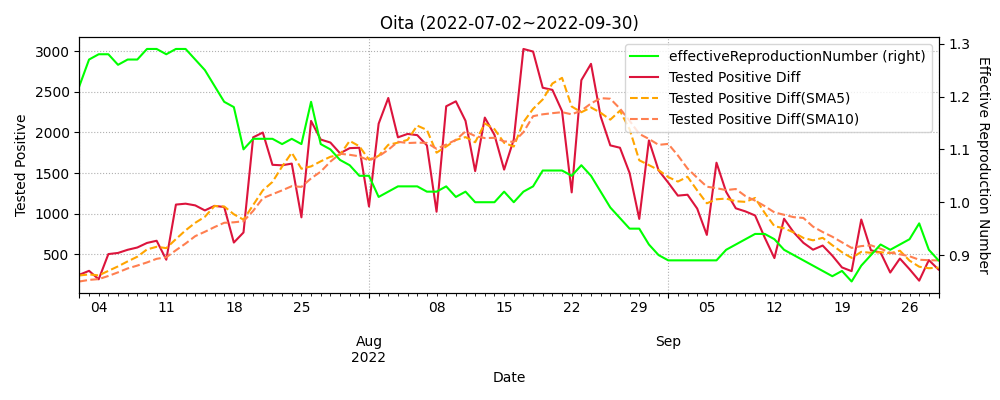 Oita (2022-07-02~2022-09-30)
effectiveReproductionNumber (right)
Tested Positive Diff
Tested Positive Diff(SMA5)
Tested Positive Diff(SMA10)
Tested Positive
3000
2500
2000
1500
1000
500
1.3
1.2
1.1
1.0
0.9
Effective Reproduction Number
04 11 18 25 08 15 22 29 05 12 19 26
Aug Sep
2022
Date